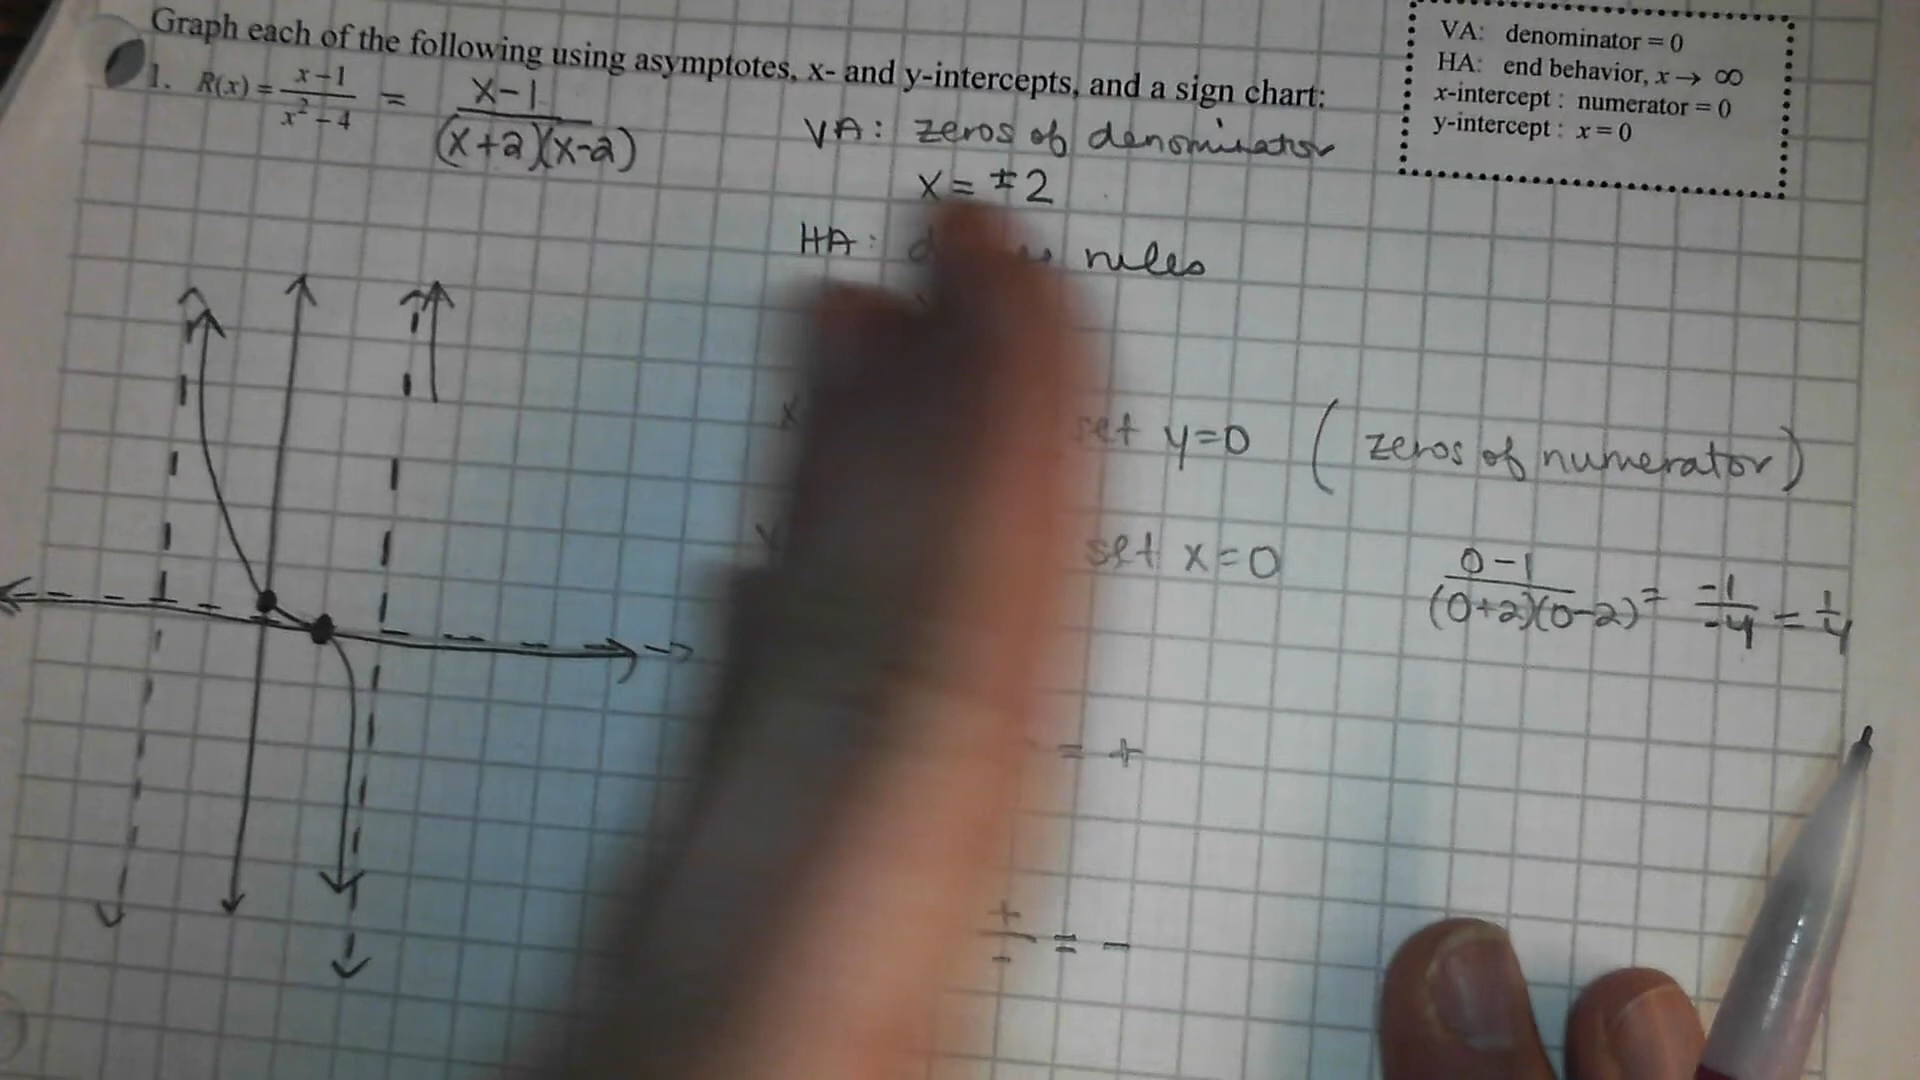 Graph each of the following using asymptotes, x- and y-intercepts, and a sign chart:
1. R(x) = x-1 / x² - 4 = x-1 / (x+2)(x-2)
VA: denominator = 0
HA: end behavior, x → ∞
x-intercept : numerator = 0
y-intercept : x = 0
VA: zeros of denominator
x = ±2
HA: rules
set y=0 (zeros of numerator)
set x=0 0-1 / (0+2)(0-2) = -1 / -4 = 1 / 4
= +
+ / - = -